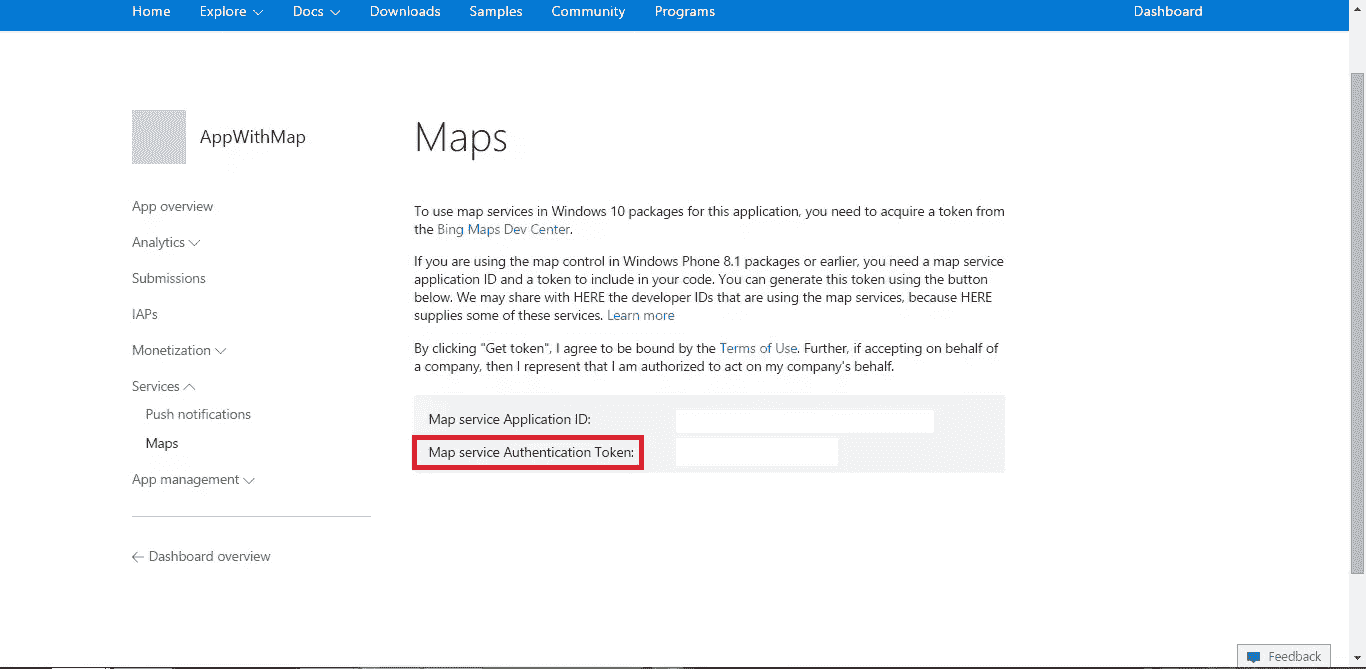 Home Explore Docs Downloads Samples Community Programs Dashboard
AppWithMap
Maps
App overview
Analytics
Submissions
IAPs
Monetization
Services
Push notifications
Maps
App management
Dashboard overview
To use map services in Windows 10 packages for this application, you need to acquire a token from
the Bing Maps Dev Center.
If you are using the map control in Windows Phone 8.1 packages or earlier, you need a map service
application ID and a token to include in your code. You can generate this token using the button
below. We may share with HERE the developer IDs that are using the map services, because HERE
supplies some of these services. Learn more
By clicking "Get token", I agree to be bound by the Terms of Use. Further, if accepting on behalf of
a company, then I represent that I am authorized to act on my company's behalf.
Map service Application ID:
Map service Authentication Token:
Feedback